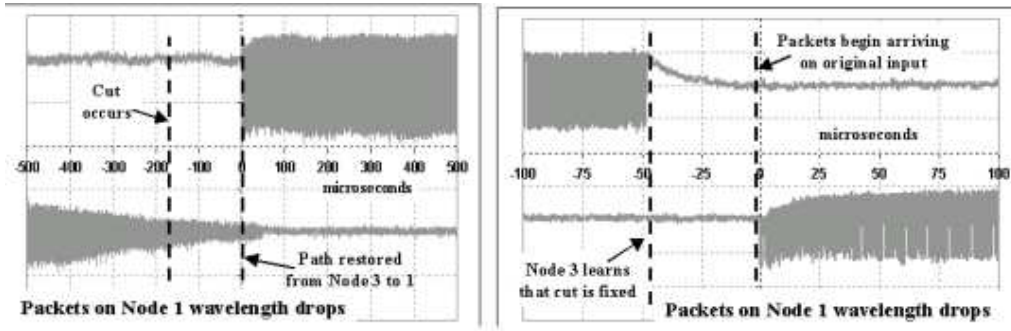 Cut
occurs
-500 -400 -300 -200 -100 0 100 200 300 400 500
microseconds
Path restored
from Node 3 to 1
Packets on Node 1 wavelength drops
Packets begin arriving
on original input
microseconds
-100 -75 -50 -25 0 25 50 75 100
Node 3 learns
that cut is fixed
Packets on Node 1 wavelength drops